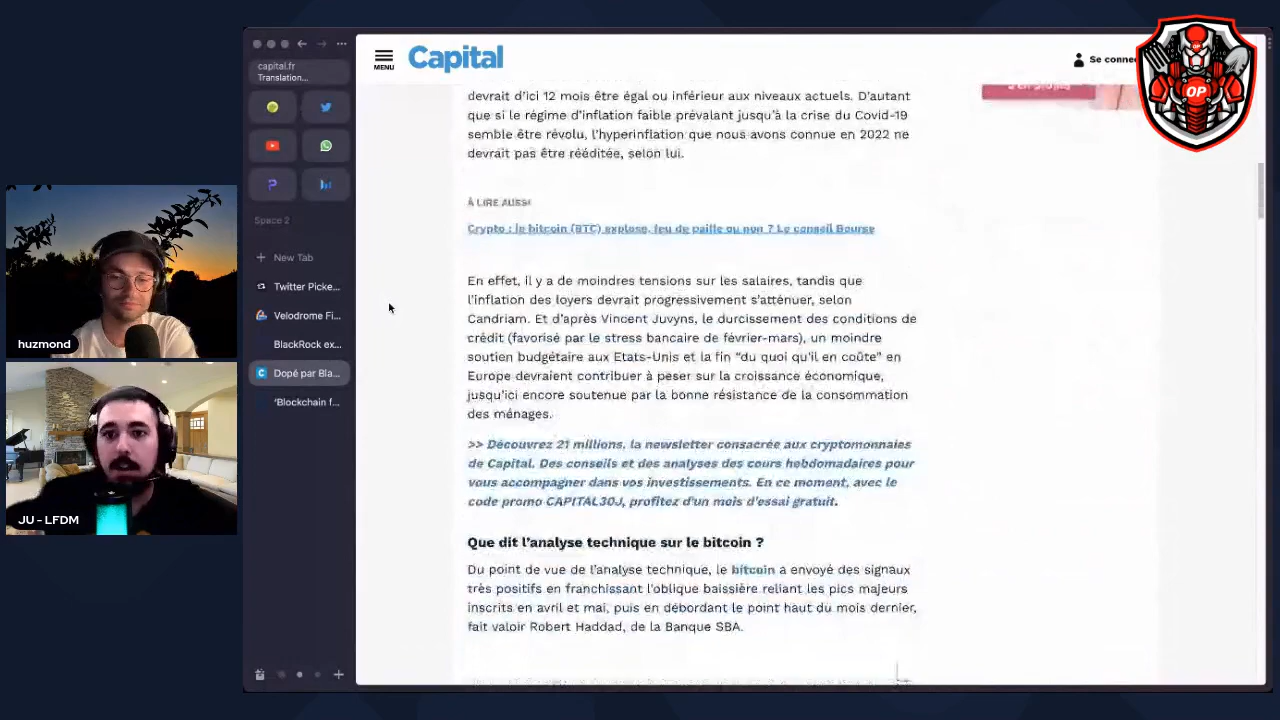 capital.fr
Translation...
Space 2
New Tab
Twitter Picke...
Velodrome Fi...
BlackRock ex...
Dopé par Bla...
'Blockchain f...
huzmond
JU - LFDM
MENU
Capital
Se connec
OP
OP
devrait d'ici 12 mois être égal ou inférieur aux niveaux actuels. D'autant
que si le régime d'inflation faible prévalant jusqu'à la crise du Covid-19
semble être révolu, l'hyperinflation que nous avons connue en 2022 ne
devrait pas être rééditée, selon lui.
À LIRE AUSSI
Crypto : le bitcoin (BTC) explose, feu de paille ou non ? Le conseil Bourse
En effet, il y a de moindres tensions sur les salaires, tandis que
l'inflation des loyers devrait progressivement s'atténuer, selon
Candriam. Et d'après Vincent Juvyns, le durcissement des conditions de
crédit (favorisé par le stress bancaire de février-mars), un moindre
soutien budgétaire aux Etats-Unis et la fin "du quoi qu'il en coûte" en
Europe devraient contribuer à peser sur la croissance économique,
jusqu'ici encore soutenue par la bonne résistance de la consommation
des ménages.
>> Découvrez 21 millions, la newsletter consacrée aux cryptomonnaies
de Capital. Des conseils et des analyses des cours hebdomadaires pour
vous accompagner dans vos investissements. En ce moment, avec le
code promo CAPITAL30J, profitez d'un mois d'essai gratuit.
Que dit l'analyse technique sur le bitcoin ?
Du point de vue de l'analyse technique, le bitcoin a envoyé des signaux
très positifs en franchissant l'oblique baissière reliant les pics majeurs
inscrits en avril et mai, puis en débordant le point haut du mois dernier,
fait valoir Robert Haddad, de la Banque SBA.